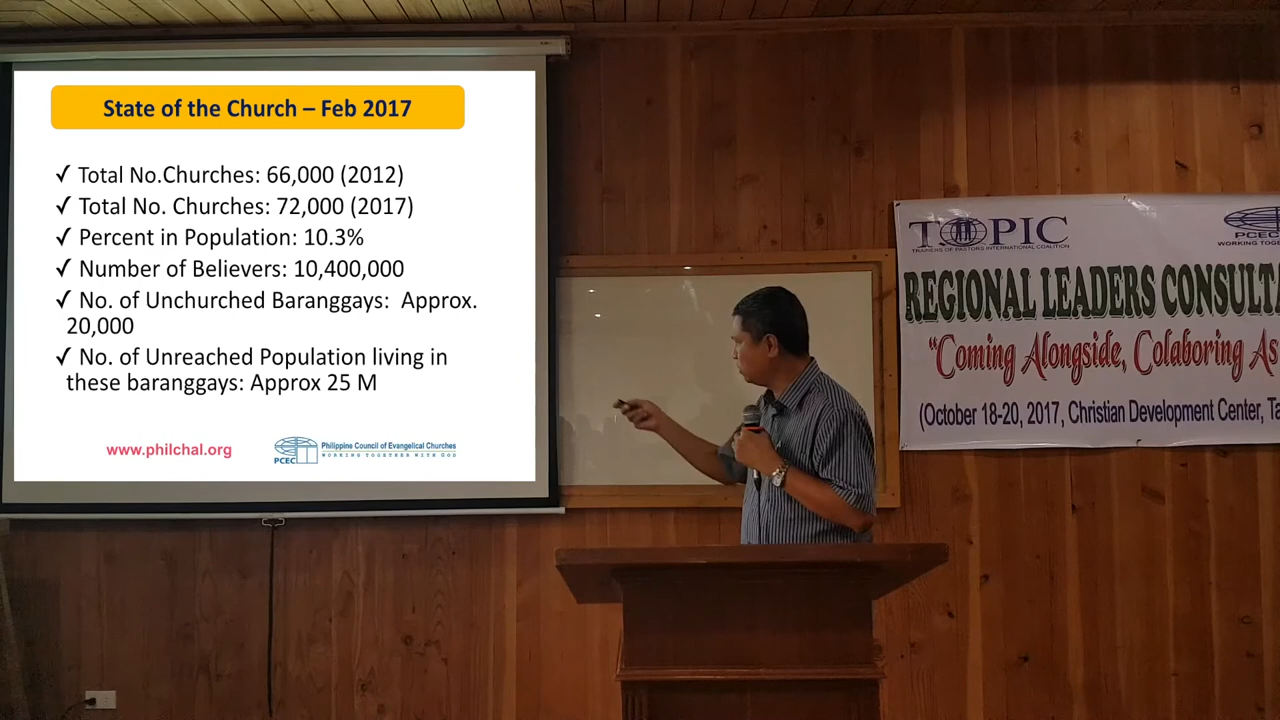 State of the Church – Feb 2017
✓ Total No.Churches: 66,000 (2012)
✓ Total No. Churches: 72,000 (2017)
✓ Percent in Population: 10.3%
✓ Number of Believers: 10,400,000
✓ No. of Unchurched Baranggays: Approx.
20,000
✓ No. of Unreached Population living in
these baranggays: Approx 25 M
www.philchal.org
PCEC
Philippine Council of Evangelical Churches
WORKING TOGETHER WITH GOD
TOPIC
TRAINERS OF PASTORS INTERNATIONAL COALITION
PCEC
WORKING TOGE
REGIONAL LEADERS CONSULTA
"Coming Alongside, Colaboring As
(October 18-20, 2017, Christian Development Center, Ta